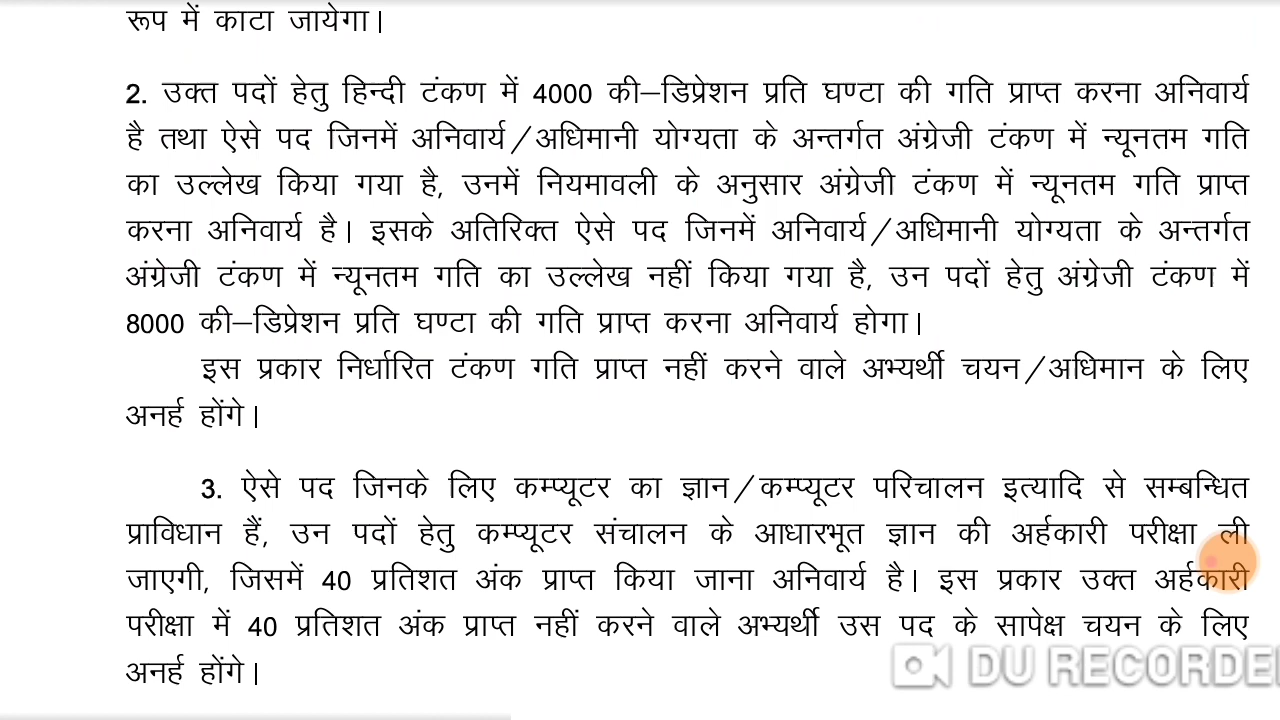 रूप में काटा जायेगा।
2. उक्त पदों हेतु हिन्दी टंकण में 4000 की–डिप्रेशन प्रति घण्टा की गति प्राप्त करना अनिवार्य
है तथा ऐसे पद जिनमें अनिवार्य/अधिमानी योग्यता के अन्तर्गत अंग्रेजी टंकण में न्यूनतम गति
का उल्लेख किया गया है, उनमें नियमावली के अनुसार अंग्रेजी टंकण में न्यूनतम गति प्राप्त
करना अनिवार्य है। इसके अतिरिक्त ऐसे पद जिनमें अनिवार्य/अधिमानी योग्यता के अन्तर्गत
अंग्रेजी टंकण में न्यूनतम गति का उल्लेख नहीं किया गया है, उन पदों हेतु अंग्रेजी टंकण में
8000 की–डिप्रेशन प्रति घण्टा की गति प्राप्त करना अनिवार्य होगा।
इस प्रकार निर्धारित टंकण गति प्राप्त नहीं करने वाले अभ्यर्थी चयन/अधिमान के लिए
अनर्ह होंगे।
3. ऐसे पद जिनके लिए कम्प्यूटर का ज्ञान/कम्प्यूटर परिचालन इत्यादि से सम्बन्धित
प्राविधान हैं, उन पदों हेतु कम्प्यूटर संचालन के आधारभूत ज्ञान की अर्हकारी परीक्षा ली
जाएगी, जिसमें 40 प्रतिशत अंक प्राप्त किया जाना अनिवार्य है। इस प्रकार उक्त अर्हकारी
परीक्षा में 40 प्रतिशत अंक प्राप्त नहीं करने वाले अभ्यर्थी उस पद के सापेक्ष चयन के लिए
अनर्ह होंगे।
DU RECORDE